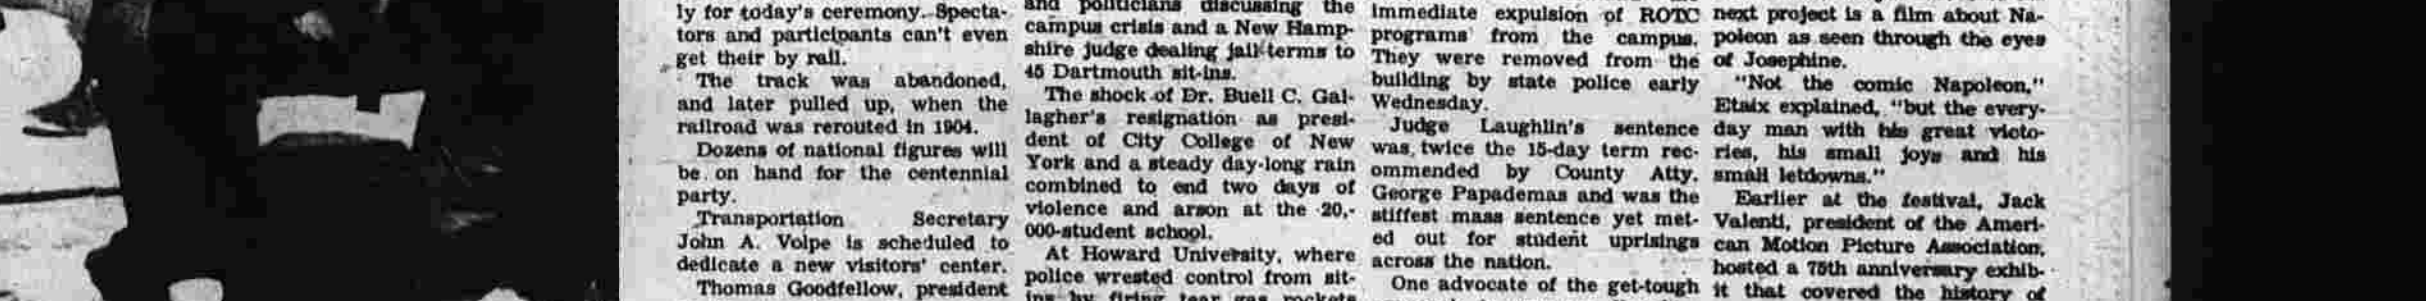 ly for today's ceremony. Specta-
tors and participants can't even
get their by rail.
The track was abandoned,
and later pulled up, when the
railroad was rerouted in 1904.
Dozens of national figures will
be on hand for the centennial
party.
Transportation Secretary
John A. Volpe is scheduled to
dedicate a new visitors' center.
Thomas Goodfellow, president
and politicians discussing the
campus crisis and a New Hamp-
shire judge dealing jail terms to
45 Dartmouth sit-ins.
The shock of Dr. Buell C. Gal-
lagher's resignation as presi-
dent of City College of New
York and a steady day-long rain
combined to end two days of
violence and arson at the 20,-
000-student school.
At Howard University, where
police wrested control from sit-
ins by firing tear gas rockets
immediate expulsion of ROTC
programs from the campus.
They were removed from the
building by state police early
Wednesday.
Judge Laughlin's sentence
was twice the 15-day term rec-
ommended by County Atty.
George Papademas and was the
stiffest mass sentence yet met-
ed out for student uprisings
across the nation.
One advocate of the get-tough
next project is a film about Na-
poleon as seen through the eyes
of Josephine.
"Not the comic Napoleon,"
Etaix explained, "but the every-
day man with his great victo-
ries, his small joys and his
small letdowns."
Earlier at the festival, Jack
Valenti, president of the Ameri-
can Motion Picture Association,
hosted a 75th anniversary exhib-
it that covered the history of